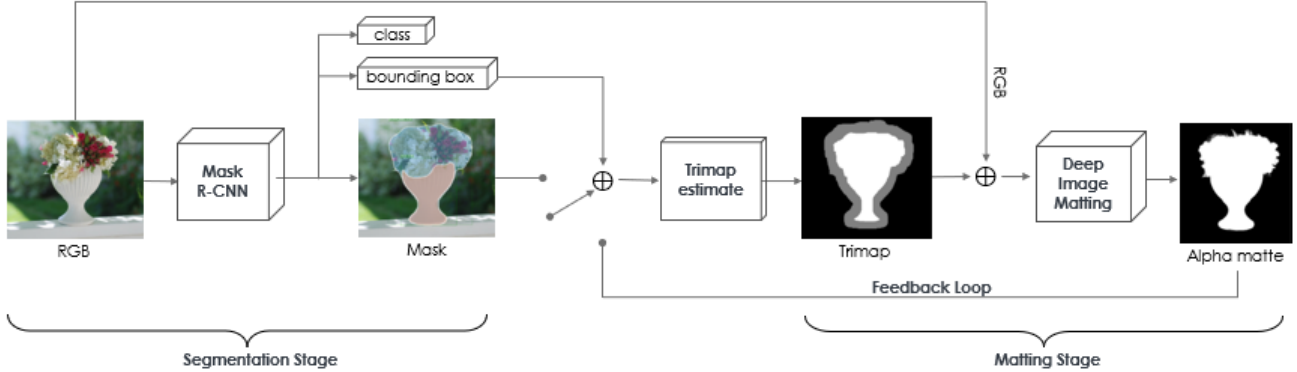 class
bounding box
RGB
Mask
R-CNN
Trimap
estimate
Deep
Image
Matting
RGB
Mask
Trimap
Alpha matte
Feedback Loop
Segmentation Stage
Matting Stage